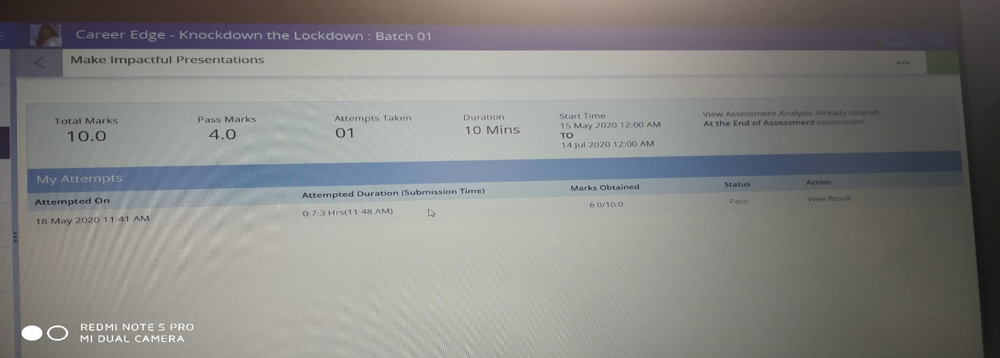 Career Edge - Knockdown the Lockdown : Batch 01
Make Impactful Presentations
Total Marks
10.0
Pass Marks
4.0
Attempts Taken
01
Duration
10 Mins
Start Time
15 May 2020 12:00 AM
TO
14 Jul 2020 12:00 AM
View Assessment Analysis Already cleared
At the End of Assessment assessment.
My Attempts
Attempted On Attempted Duration (Submission Time) Marks Obtained Status Action
18 May 2020 11:41 AM 0:7:3 Hrs(11:48 AM) 6.0/10.0 Pass View Result
REDMI NOTE 5 PRO
MI DUAL CAMERA